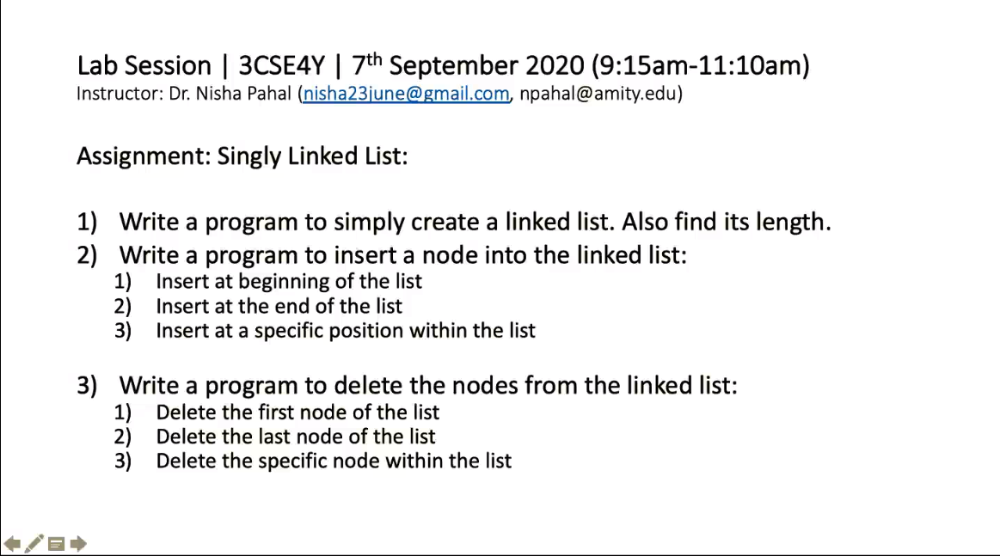 Lab Session | 3CSE4Y | 7th September 2020 (9:15am-11:10am)
Instructor: Dr. Nisha Pahal (nisha23june@gmail.com, npahal@amity.edu)
Assignment: Singly Linked List:
1) Write a program to simply create a linked list. Also find its length.
2) Write a program to insert a node into the linked list:
1) Insert at beginning of the list
2) Insert at the end of the list
3) Insert at a specific position within the list
3) Write a program to delete the nodes from the linked list:
1) Delete the first node of the list
2) Delete the last node of the list
3) Delete the specific node within the list